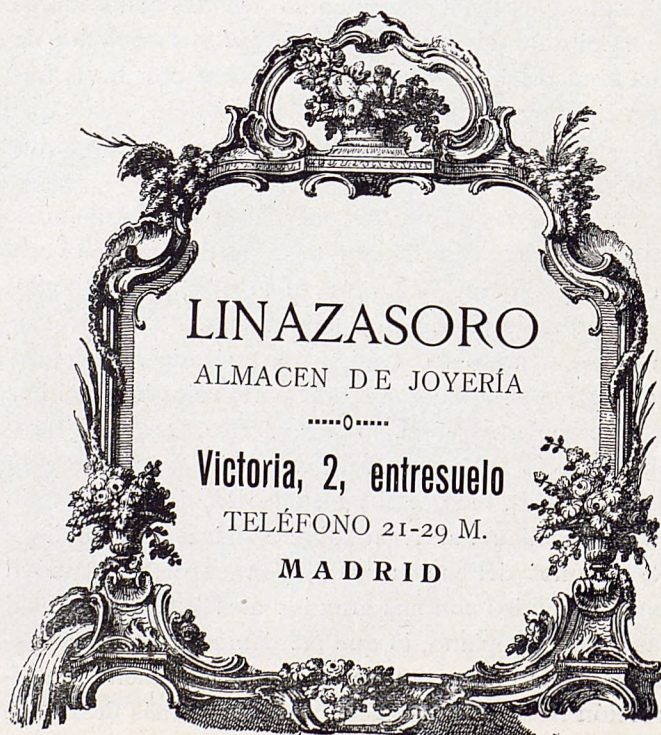 LINAZASORO
ALMACEN DE JOYERÍA
Victoria, 2, entresuelo
TELÉFONO 21-29 M.
MADRID